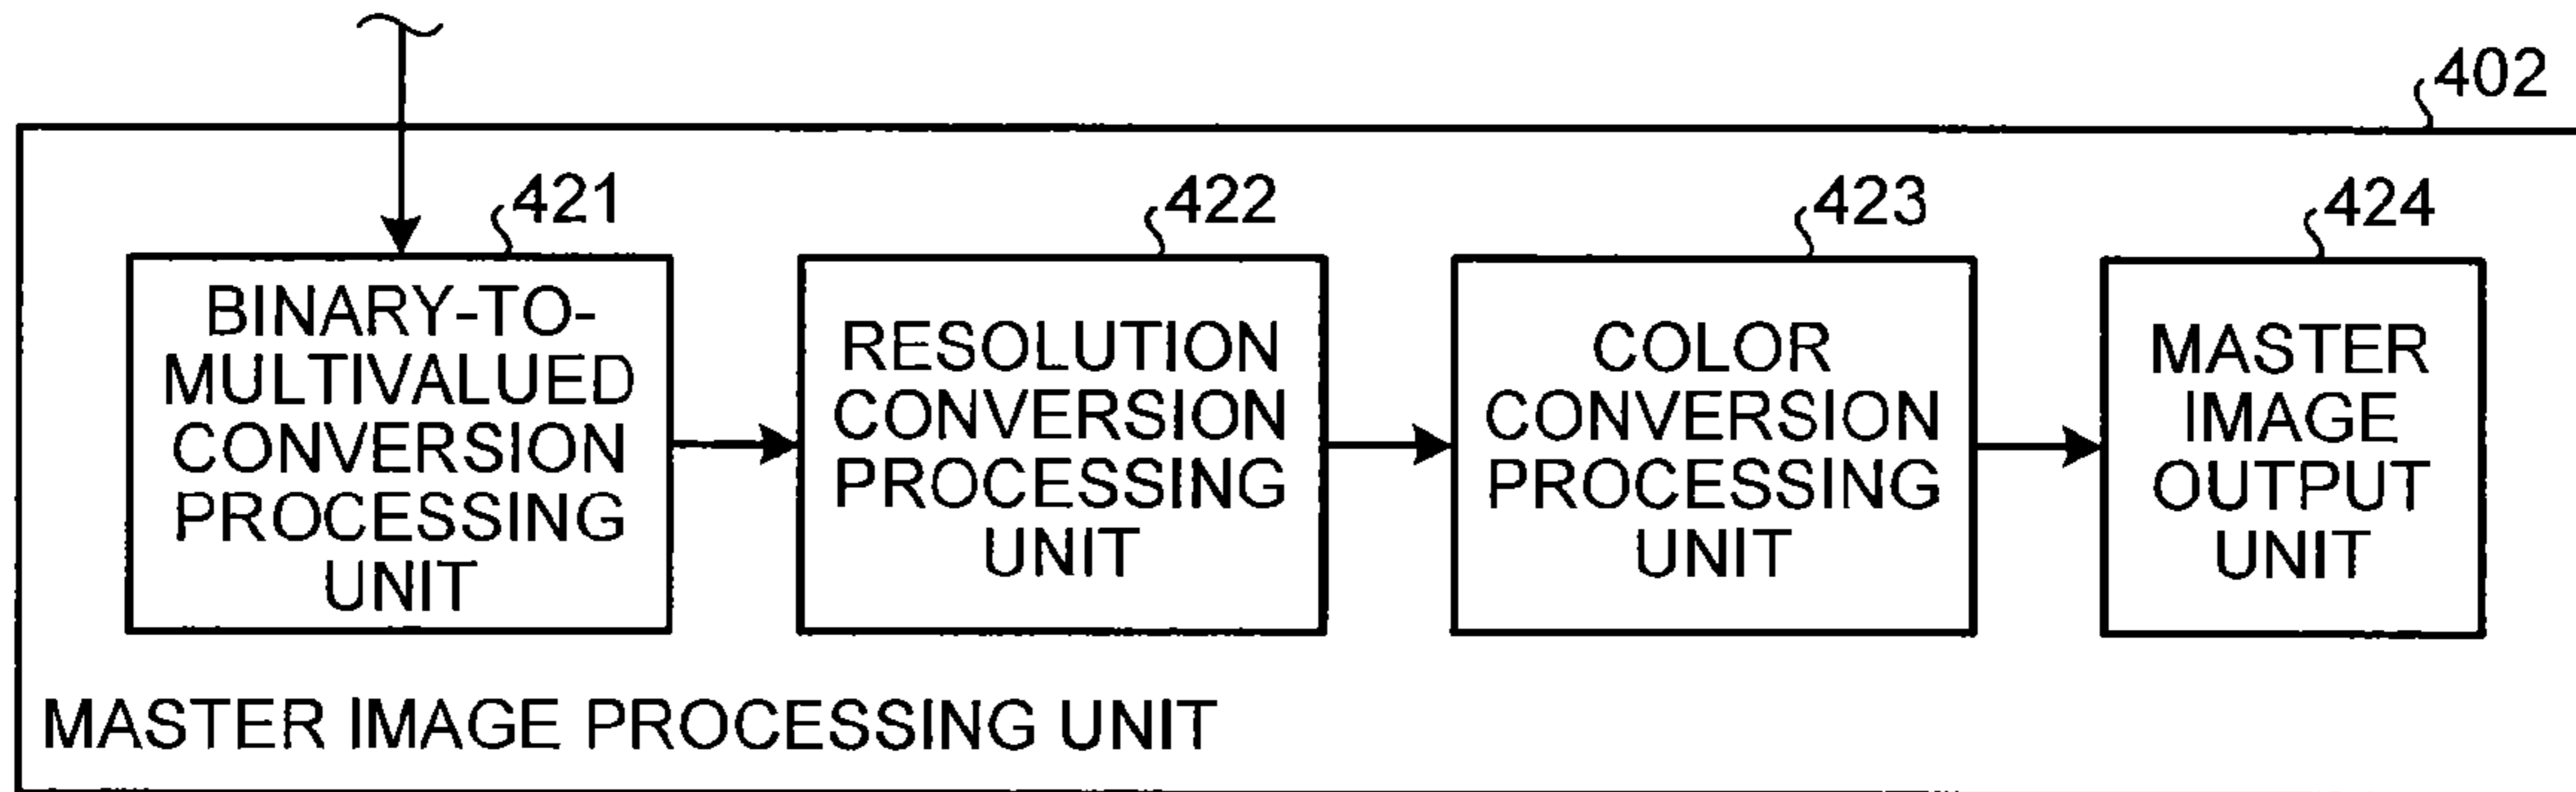 402
421
BINARY-TO-
MULTIVALUED
CONVERSION
PROCESSING
UNIT
422
RESOLUTION
CONVERSION
PROCESSING
UNIT
423
COLOR
CONVERSION
PROCESSING
UNIT
424
MASTER
IMAGE
OUTPUT
UNIT
MASTER IMAGE PROCESSING UNIT